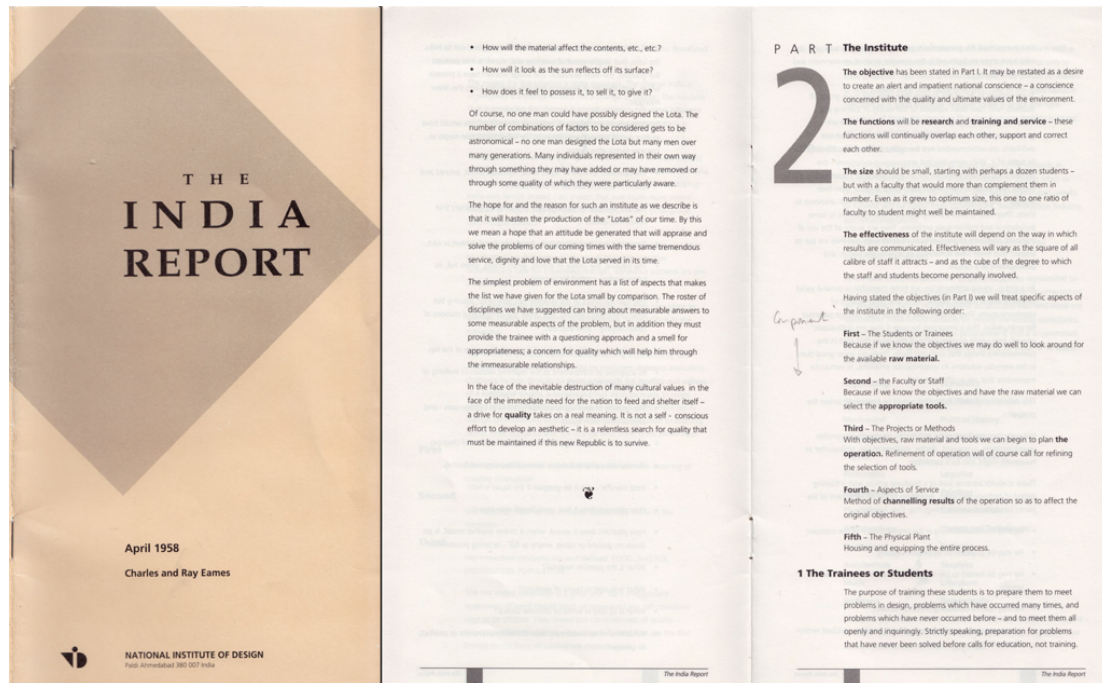 THE
INDIA
REPORT
April 1958
Charles and Ray Eames
NATIONAL INSTITUTE OF DESIGN
Paldi Ahmedabad 380 007 India
• How will the material affect the contents, etc., etc.?
• How will it look as the sun reflects off its surface?
• How does it feel to possess it, to sell it, to give it?
Of course, no one man could have possibly designed the Lota. The
number of combinations of factors to be considered gets to be
astronomical – no one man designed the Lota but many men over
many generations. Many individuals represented in their own way
through something they may have added or may have removed or
through some quality of which they were particularly aware.
The hope for and the reason for such an institute as we describe is
that it will hasten the production of the "Lotas" of our time. By this
we mean a hope that an attitude be generated that will appraise and
solve the problems of our coming times with the same tremendous
service, dignity and love that the Lota served in its time.
The simplest problem of environment has a list of aspects that makes
the list we have given for the Lota small by comparison. The roster of
disciplines we have suggested can bring about measurable answers to
some measurable aspects of the problem, but in addition they must
provide the trainee with a questioning approach and a smell for
appropriateness; a concern for quality which will help him through
the immeasurable relationships.
In the face of the inevitable destruction of many cultural values in the
face of the immediate need for the nation to feed and shelter itself –
a drive for quality takes on a real meaning. It is not a self - conscious
effort to develop an aesthetic – it is a relentless search for quality that
must be maintained if this new Republic is to survive.
The India Report
PART
2
The Institute
The objective has been stated in Part I. It may be restated as a desire
to create an alert and impatient national conscience – a conscience
concerned with the quality and ultimate values of the environment.
The functions will be research and training and service – these
functions will continually overlap each other, support and correct
each other.
The size should be small, starting with perhaps a dozen students –
but with a faculty that would more than complement them in
number. Even as it grew to optimum size, this one to one ratio of
faculty to student might well be maintained.
The effectiveness of the institute will depend on the way in which
results are communicated. Effectiveness will vary as the square of all
calibre of staff it attracts – and as the cube of the degree to which
the staff and students become personally involved.
Having stated the objectives (in Part I) we will treat specific aspects of
the institute in the following order:
First – The Students or Trainees
Because if we know the objectives we may do well to look around for
the available raw material.
Second – the Faculty or Staff
Because if we know the objectives and have the raw material we can
select the appropriate tools.
Third – The Projects or Methods
With objectives, raw material and tools we can begin to plan the
operation. Refinement of operation will of course call for refining
the selection of tools.
Fourth – Aspects of Service
Method of channelling results of the operation so as to affect the
original objectives.
Fifth – The Physical Plant
Housing and equipping the entire process.
1 The Trainees or Students
The purpose of training these students is to prepare them to meet
problems in design, problems which have occurred many times, and
problems which have never occurred before – and to meet them all
openly and inquiringly. Strictly speaking, preparation for problems
that have never been solved before calls for education, not training.
The India Report